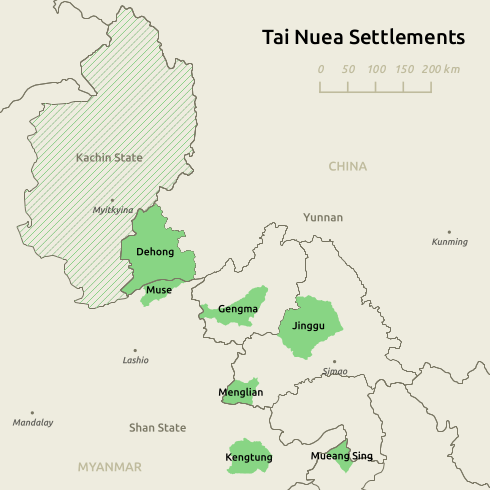 Tai Nuea Settlements
0 50 100 150 200 km
Kachin State
CHINA
Myitkyina
Yunnan
Kunming
Dehong
Muse
Gengma
Jinggu
Lashio
Simao
Menglian
Mandalay
Shan State
Kengtung
Mueang Sing
MYANMAR